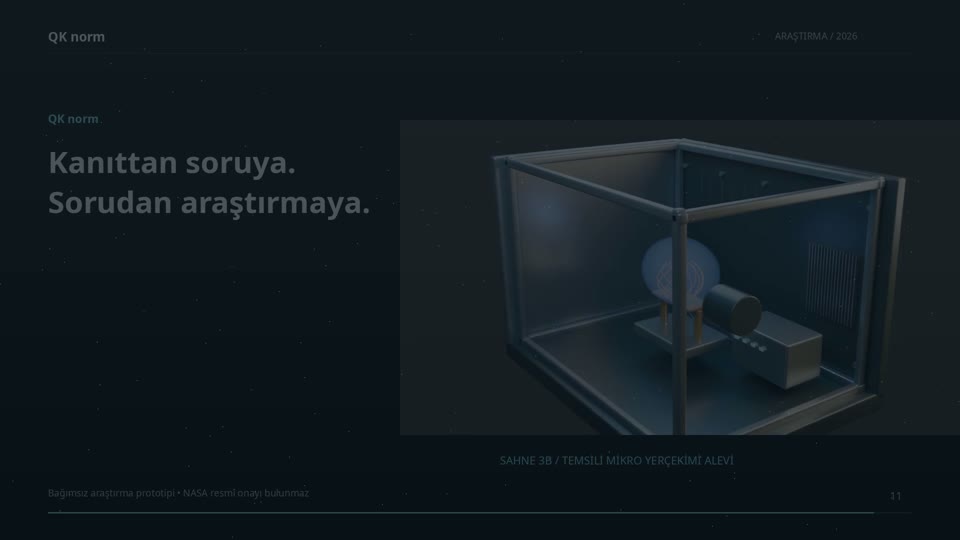 QK norm
ARAŞTIRMA / 2026
QK norm
Kanıttan soruya.
Sorudan araştırmaya.
SAHNE 3B / TEMSİLİ MİKRO YERÇEKİMİ ALEVİ
Bağımsız araştırma prototipi • NASA resmî onayı bulunmaz
11